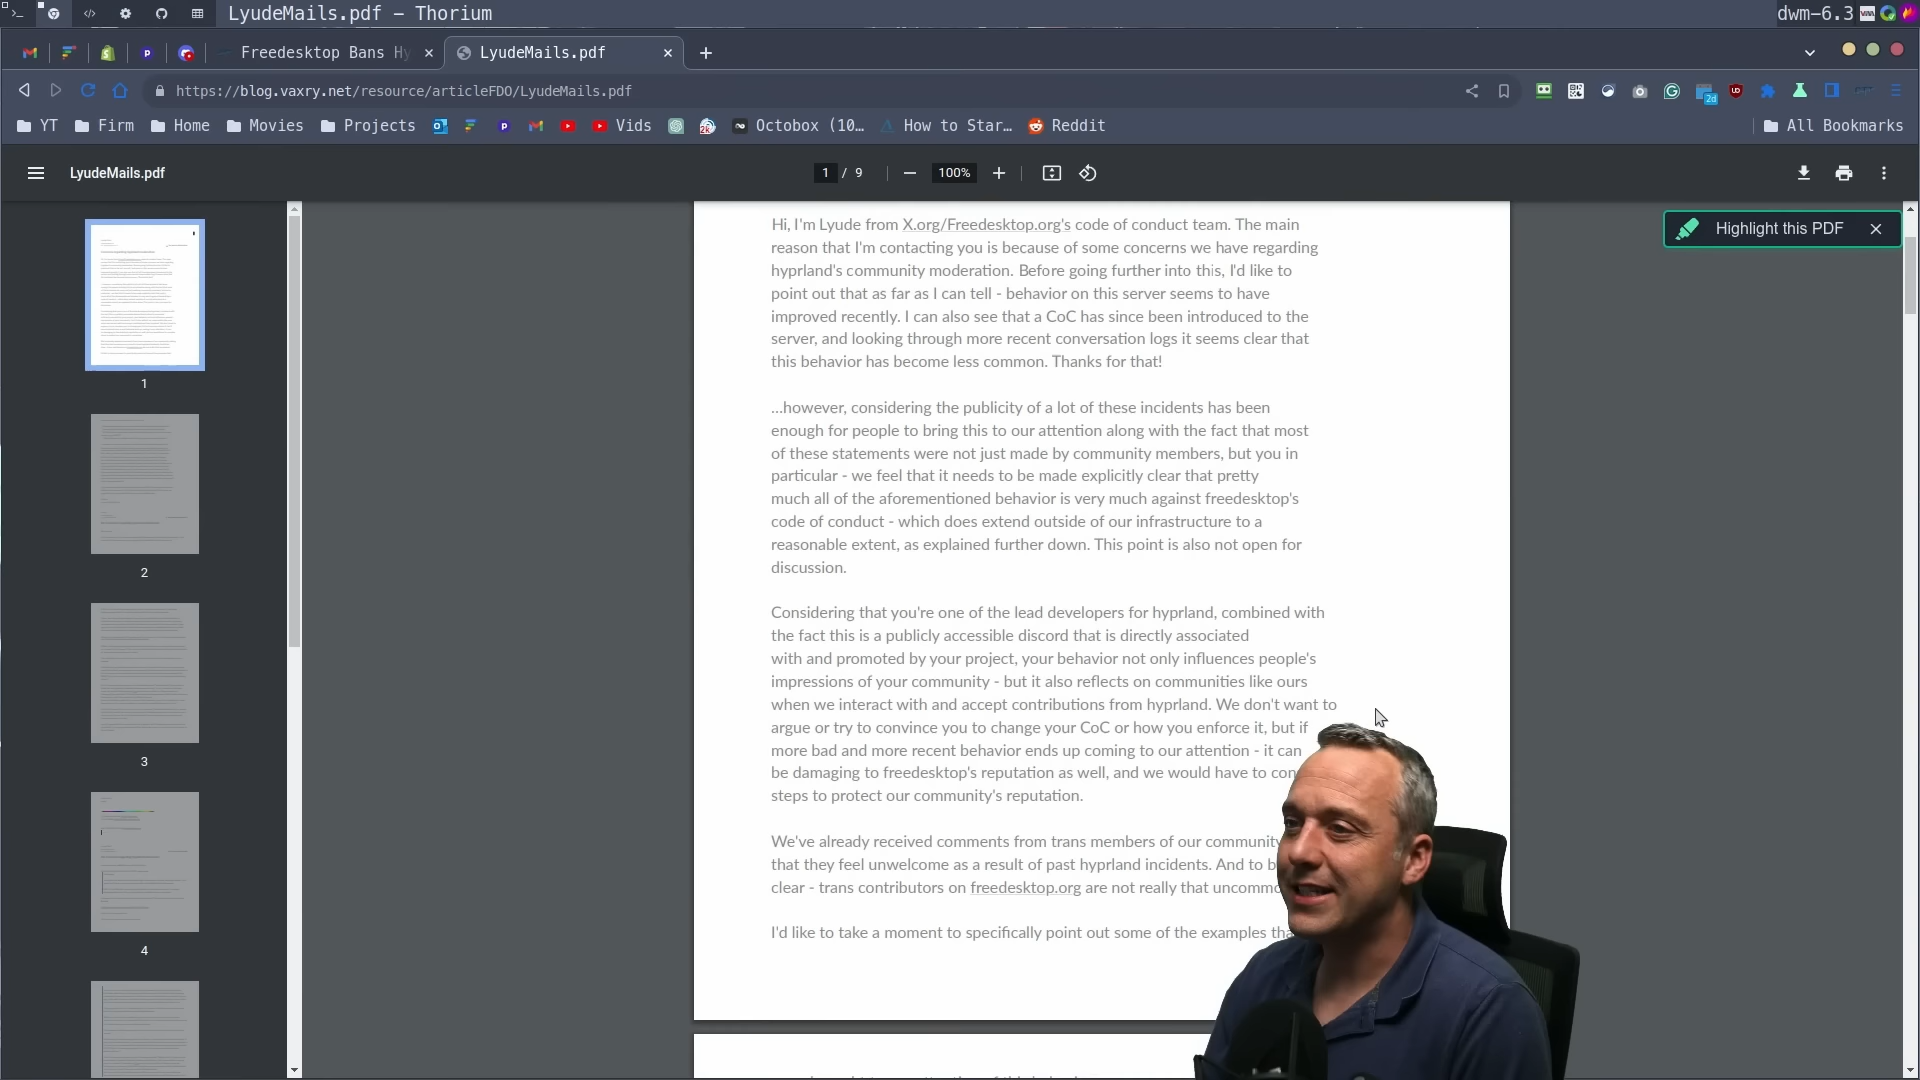 LyudeMails.pdf - Thorium
dwm-6.3
Freedesktop Bans Hy
LyudeMails.pdf
https://blog.vaxry.net/resource/articleFDO/LyudeMails.pdf
2d
YT Firm Home Movies Projects Vids Octobox (10… How to Star… Reddit All Bookmarks
LyudeMails.pdf
1 / 9
100%
Highlight this PDF
1
2
3
4
Hi, I'm Lyude from X.org/Freedesktop.org's code of conduct team. The main
reason that I'm contacting you is because of some concerns we have regarding
hyprland's community moderation. Before going further into this, I'd like to
point out that as far as I can tell - behavior on this server seems to have
improved recently. I can also see that a CoC has since been introduced to the
server, and looking through more recent conversation logs it seems clear that
this behavior has become less common. Thanks for that!
...however, considering the publicity of a lot of these incidents has been
enough for people to bring this to our attention along with the fact that most
of these statements were not just made by community members, but you in
particular - we feel that it needs to be made explicitly clear that pretty
much all of the aforementioned behavior is very much against freedesktop's
code of conduct - which does extend outside of our infrastructure to a
reasonable extent, as explained further down. This point is also not open for
discussion.
Considering that you're one of the lead developers for hyprland, combined with
the fact this is a publicly accessible discord that is directly associated
with and promoted by your project, your behavior not only influences people's
impressions of your community - but it also reflects on communities like ours
when we interact with and accept contributions from hyprland. We don't want to
argue or try to convince you to change your CoC or how you enforce it, but if
more bad and more recent behavior ends up coming to our attention - it can
be damaging to freedesktop's reputation as well, and we would have to con
steps to protect our community's reputation.
We've already received comments from trans members of our community
that they feel unwelcome as a result of past hyprland incidents. And to b
clear - trans contributors on freedesktop.org are not really that uncommo
I'd like to take a moment to specifically point out some of the examples tha